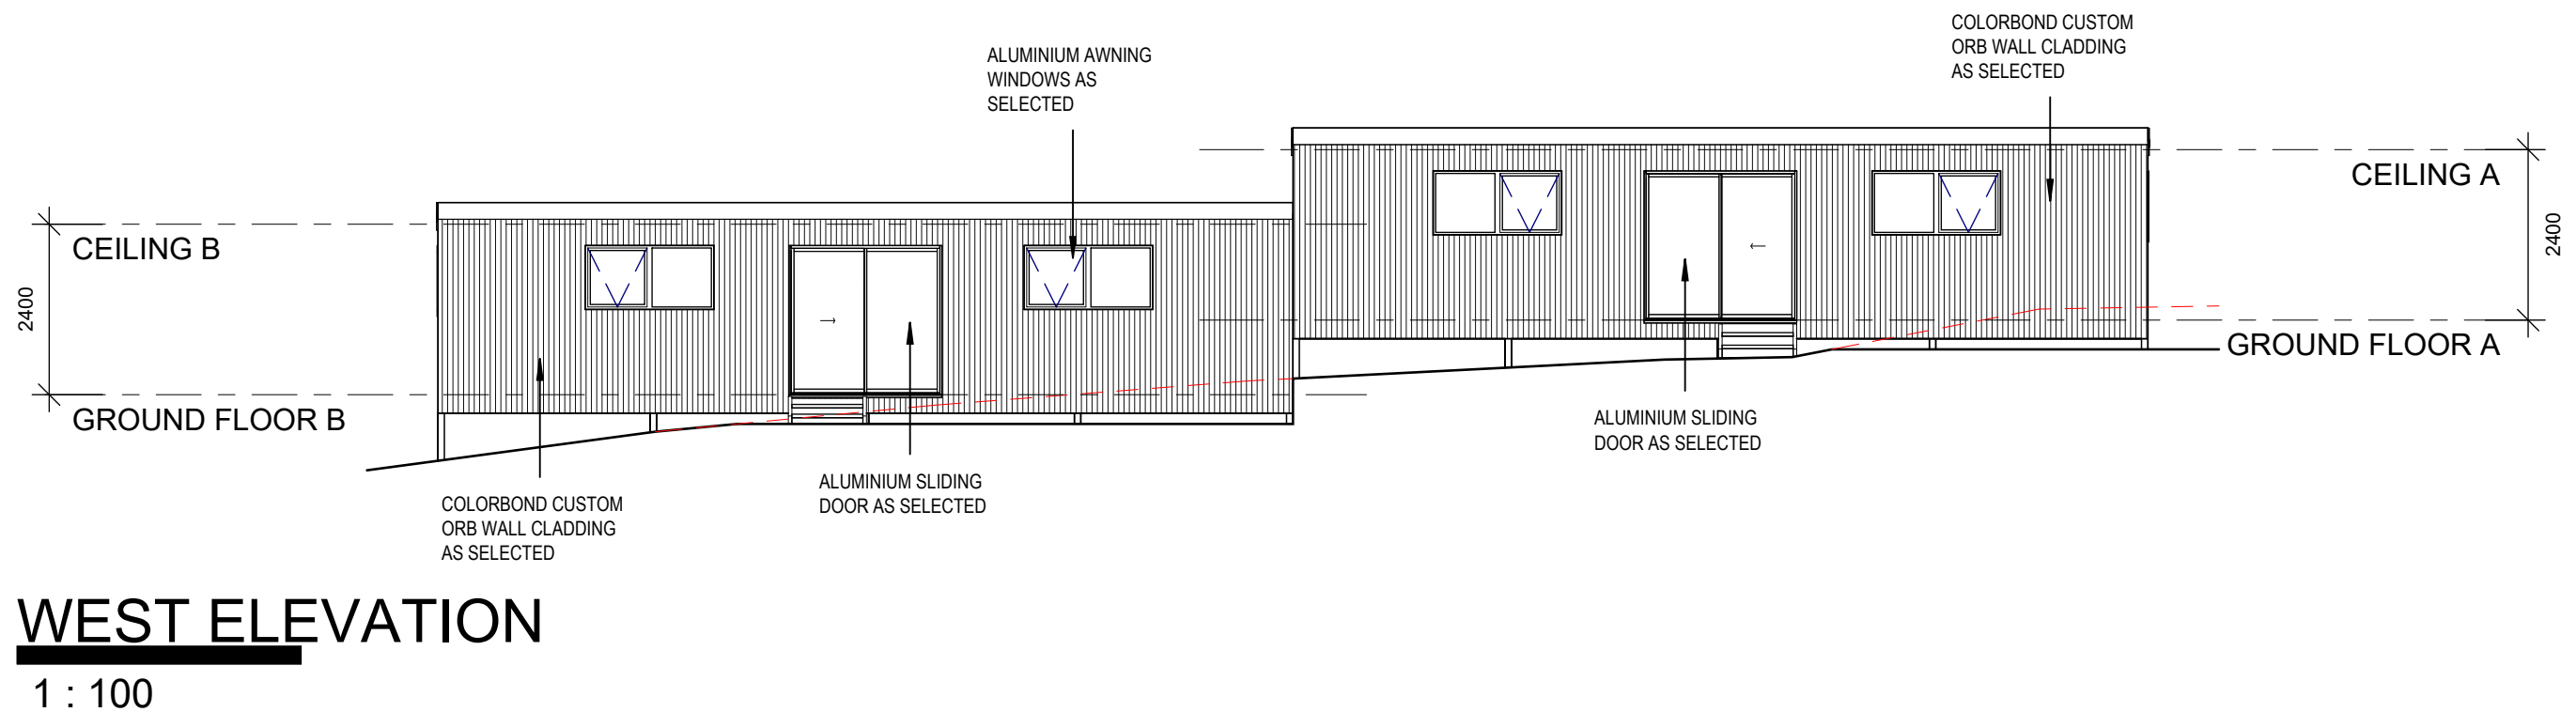 COLORBOND CUSTOM
ORB WALL CLADDING
AS SELECTED
ALUMINIUM AWNING
WINDOWS AS
SELECTED
CEILING A
2400
GROUND FLOOR A
CEILING B
2400
GROUND FLOOR B
ALUMINIUM SLIDING
DOOR AS SELECTED
ALUMINIUM SLIDING
DOOR AS SELECTED
COLORBOND CUSTOM
ORB WALL CLADDING
AS SELECTED
WEST ELEVATION
1 : 100